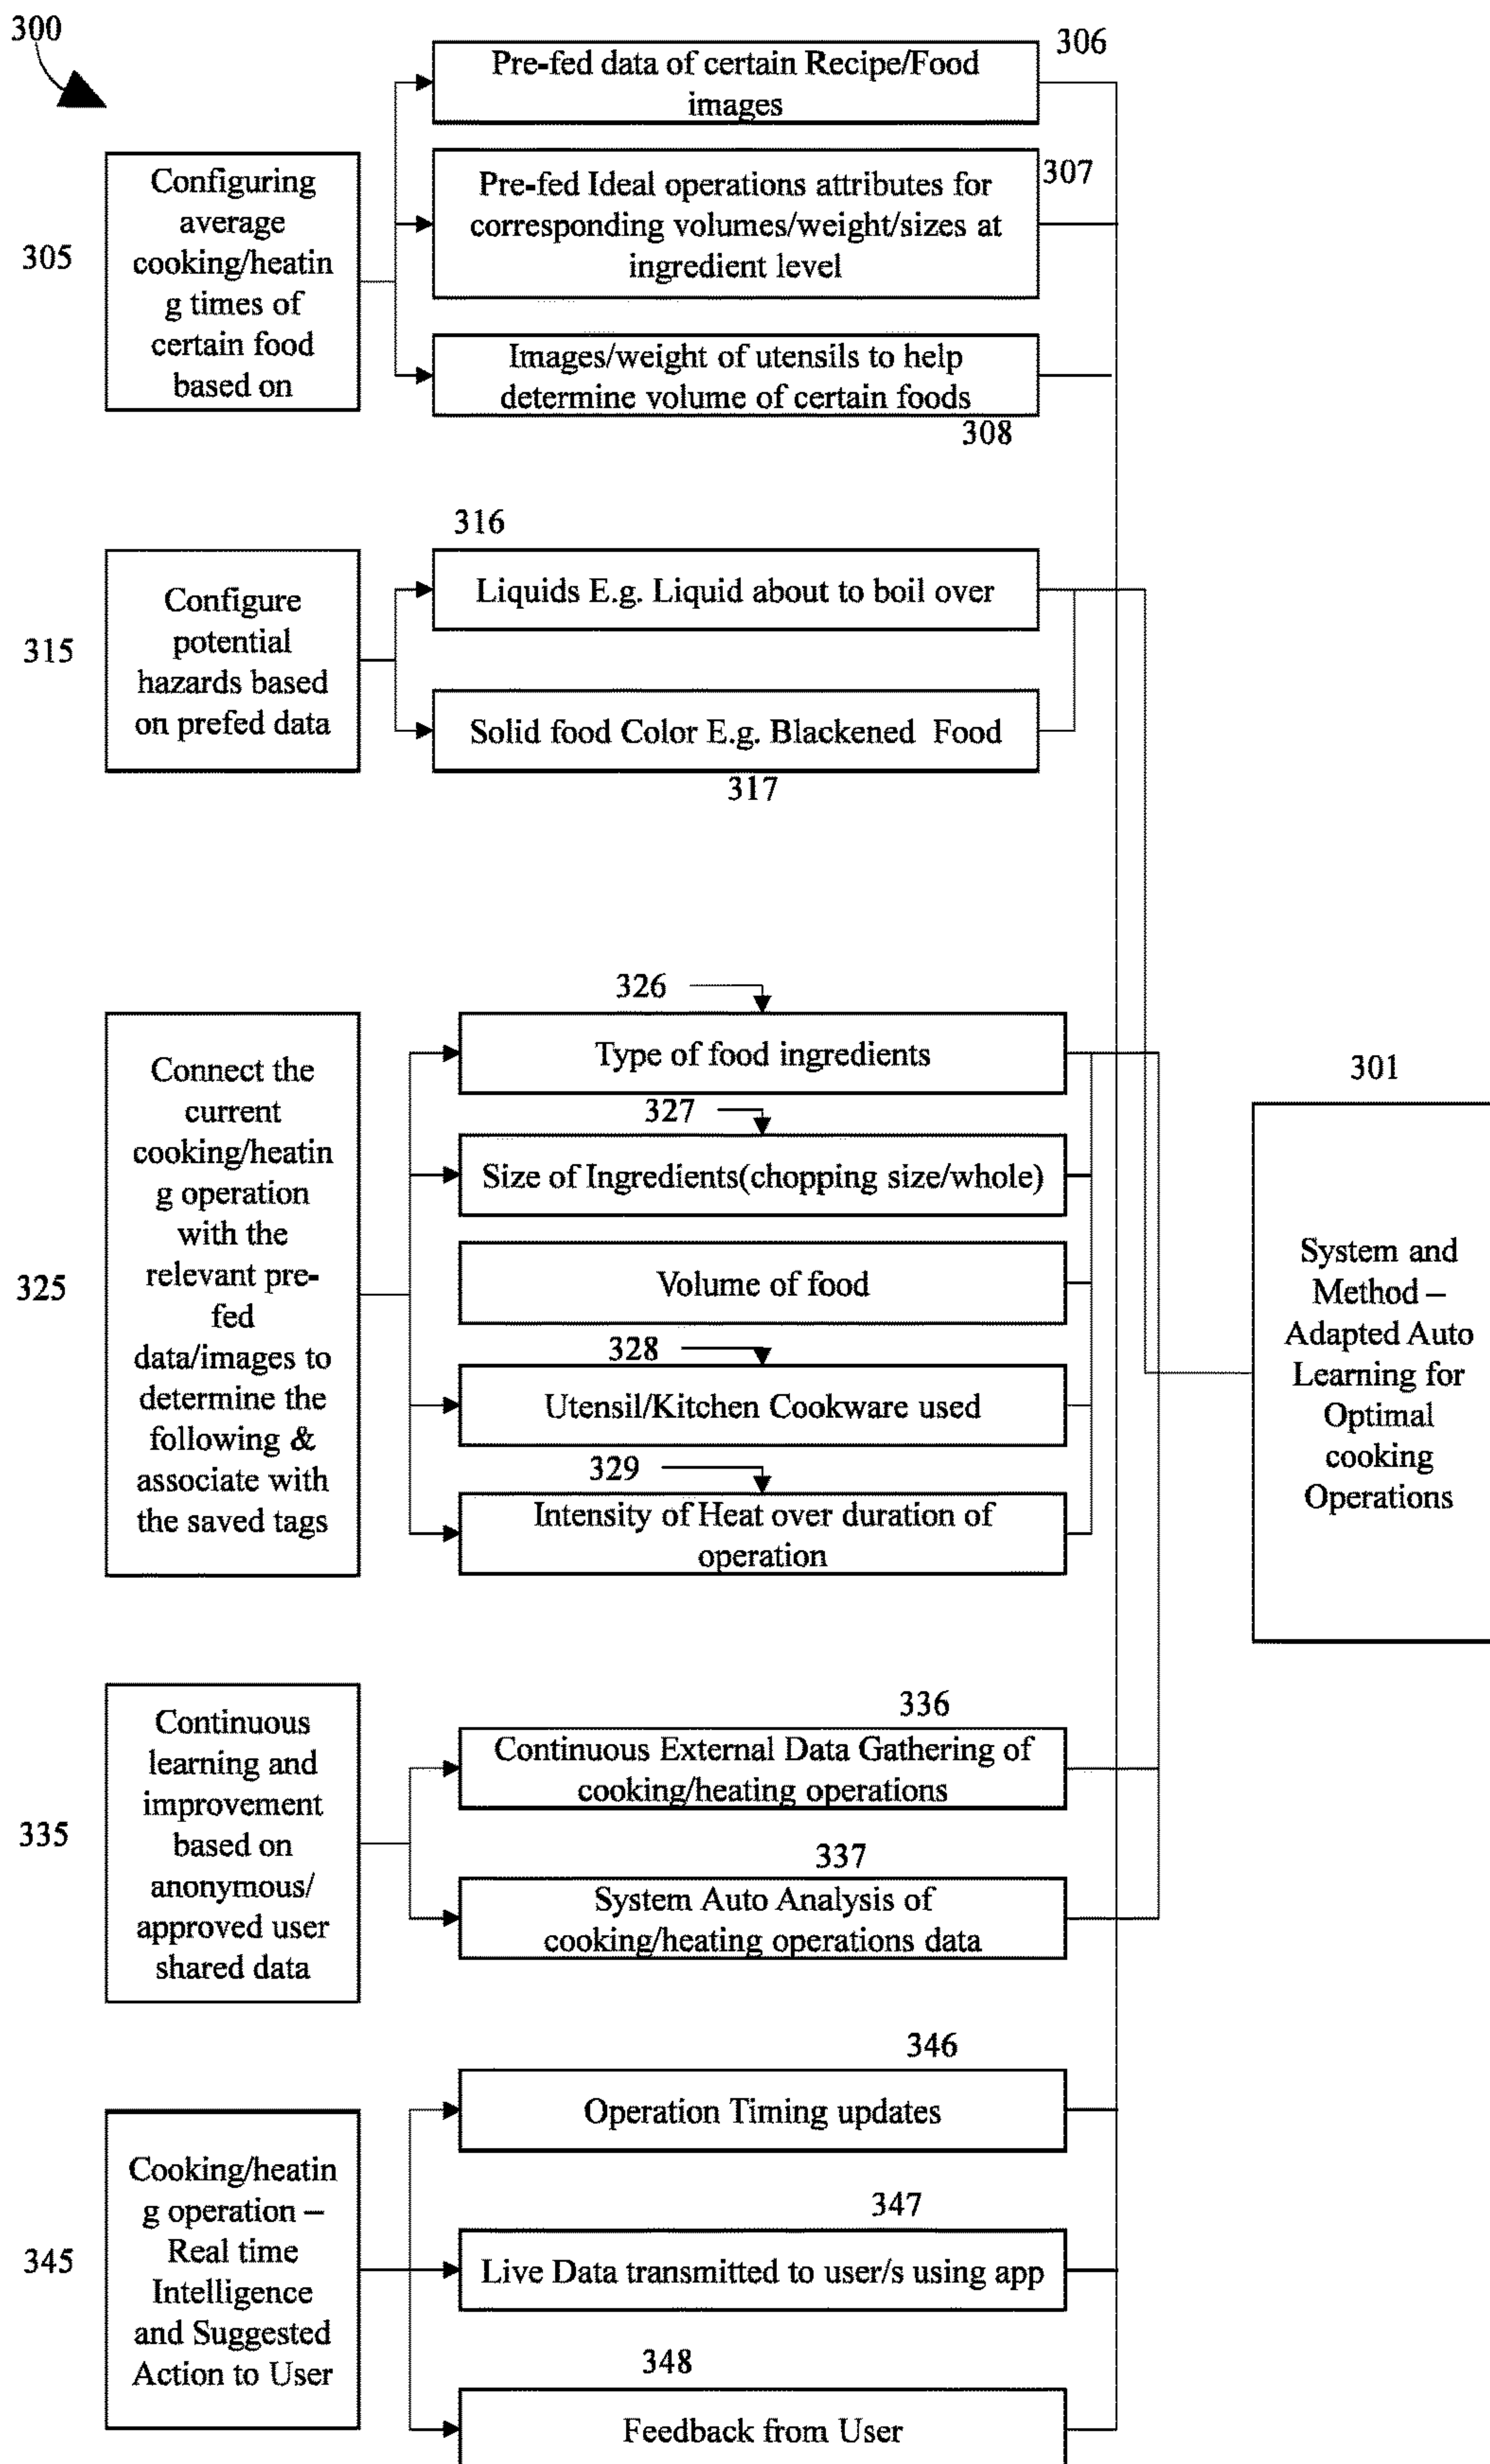 300
306
Pre-fed data of certain Recipe/Food
images
307
Pre-fed Ideal operations attributes for
corresponding volumes/weight/sizes at
ingredient level
305
Configuring
average
cooking/heatin
g times of
certain food
based on
Images/weight of utensils to help
determine volume of certain foods
308
316
Liquids E.g. Liquid about to boil over
315
Configure
potential
hazards based
on prefed data
Solid food Color E.g. Blackened Food
317
326
Type of food ingredients
327
Size of Ingredients(chopping size/whole)
325
Connect the
current
cooking/heatin
g operation
with the
relevant pre-
fed
data/images to
determine the
following &
associate with
the saved tags
Volume of food
328
Utensil/Kitchen Cookware used
329
Intensity of Heat over duration of
operation
301
System and
Method –
Adapted Auto
Learning for
Optimal
cooking
Operations
336
Continuous External Data Gathering of
cooking/heating operations
335
Continuous
learning and
improvement
based on
anonymous/
approved user
shared data
337
System Auto Analysis of
cooking/heating operations data
346
Operation Timing updates
345
Cooking/heatin
g operation –
Real time
Intelligence
and Suggested
Action to User
347
Live Data transmitted to user/s using app
348
Feedback from User